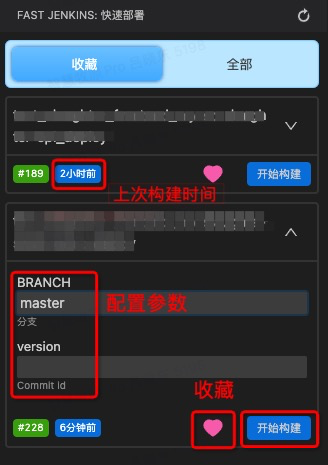 FAST JENKINS: 快速部署
收藏
全部
#189
2小时前
开始构建
上次构建时间
BRANCH
master
配置参数
分支
version
Commit Id
收藏
#228
6分钟前
开始构建